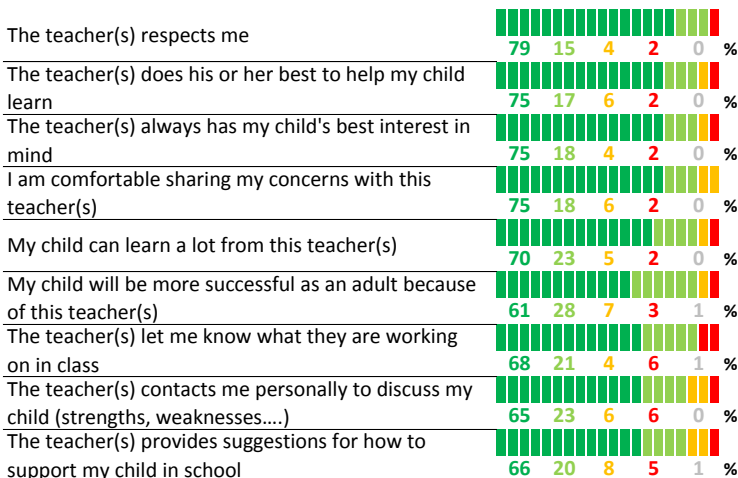 The teacher(s) respects me
79 15 4 2 0 %
The teacher(s) does his or her best to help my child
learn
75 17 6 2 0 %
The teacher(s) always has my child's best interest in
mind
75 18 4 2 0 %
I am comfortable sharing my concerns with this
teacher(s)
75 18 6 2 0 %
My child can learn a lot from this teacher(s)
70 23 5 2 0 %
My child will be more successful as an adult because
of this teacher(s)
61 28 7 3 1 %
The teacher(s) let me know what they are working
on in class
68 21 4 6 1 %
The teacher(s) contacts me personally to discuss my
child (strengths, weaknesses....)
65 23 6 6 0 %
The teacher(s) provides suggestions for how to
support my child in school
66 20 8 5 1 %